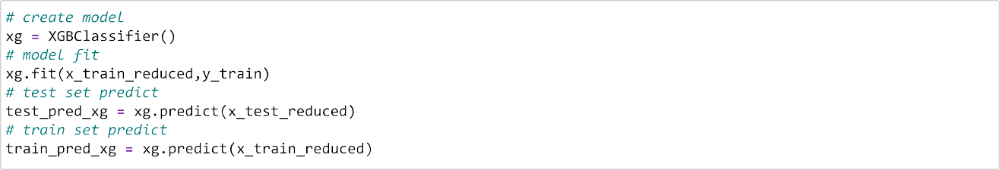 # create model
xg = XGBClassifier()
# model fit
xg.fit(x_train_reduced,y_train)
# test set predict
test_pred_xg = xg.predict(x_test_reduced)
# train set predict
train_pred_xg = xg.predict(x_train_reduced)